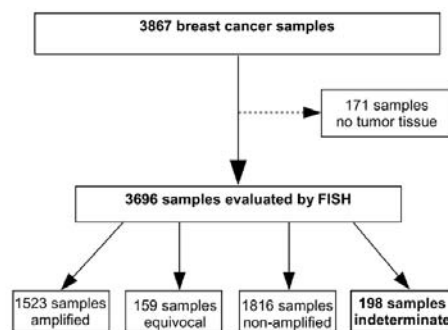 3867 breast cancer samples
171 samples
no tumor tissue
3696 samples evaluated by FISH
1523 samples
amplified
159 samples
equivocal
1816 samples
non-amplified
198 samples
indeterminate